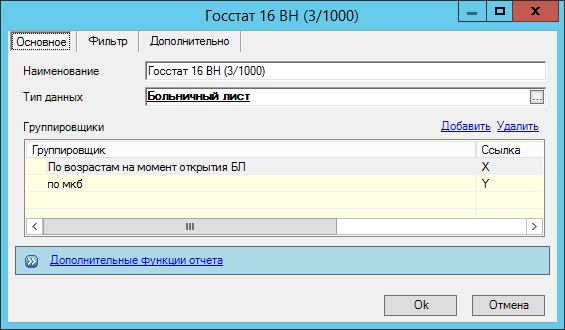 Госстат 16 ВН (3/1000)
Основное Фильтр Дополнительно
Наименование Госстат 16 ВН (3/1000)
Тип данных Больничный лист ...
Группировщики Добавить Удалить
Группировщик Ссылка
По возрастам на момент открытия БЛ X
по мкб Y
Дополнительные функции отчета
Ok Отмена